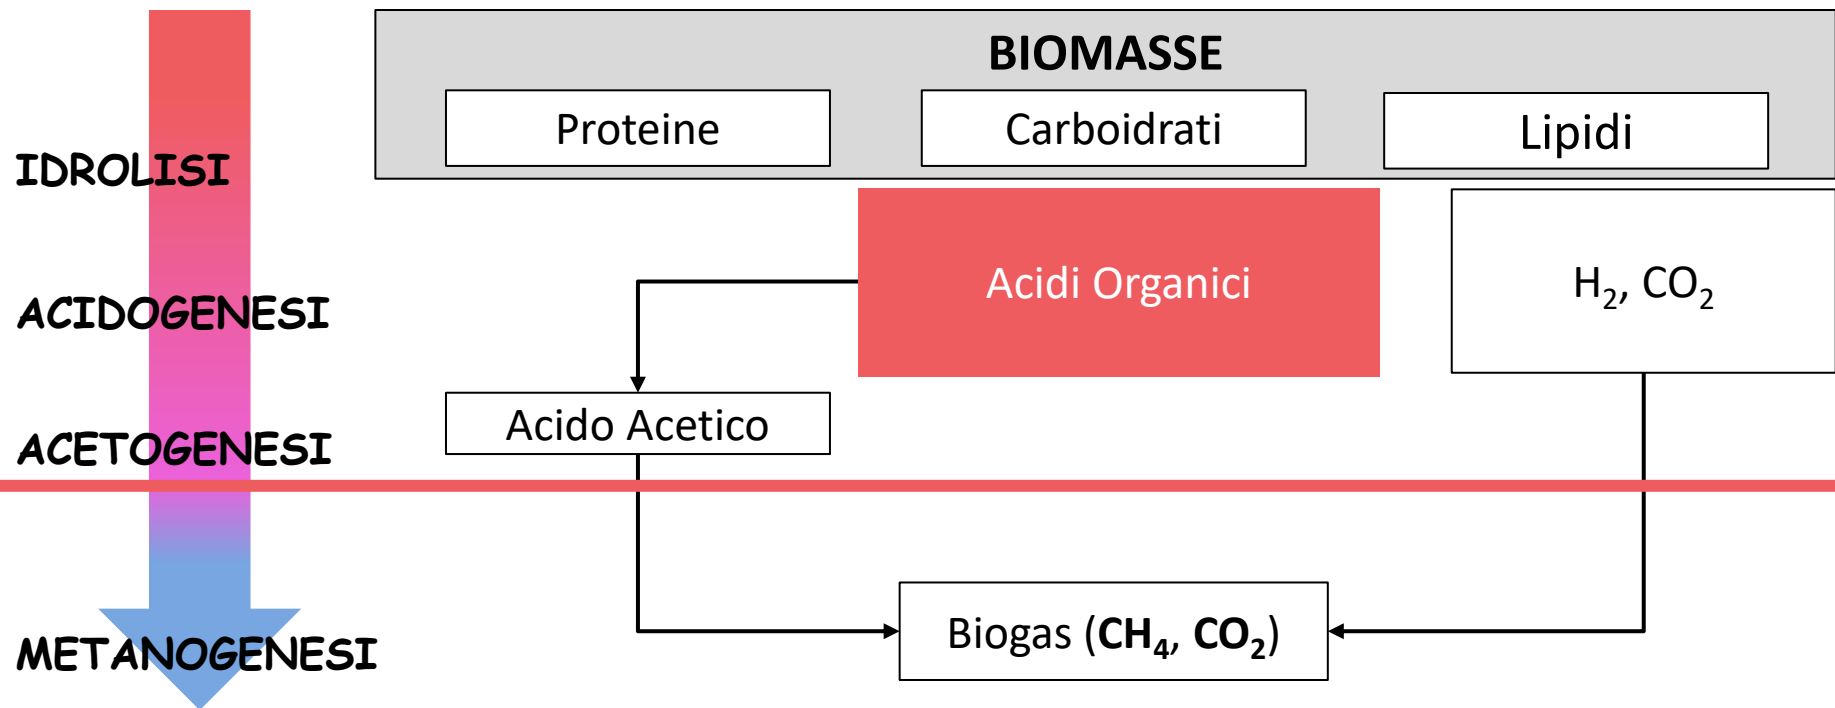 BIOMASSE
Proteine
Carboidrati
Lipidi
IDROLISI
Acidi Organici
H₂, CO₂
ACIDOGENESI
Acido Acetico
ACETOGENESI
Biogas (CH₄, CO₂)
METANOGENESI